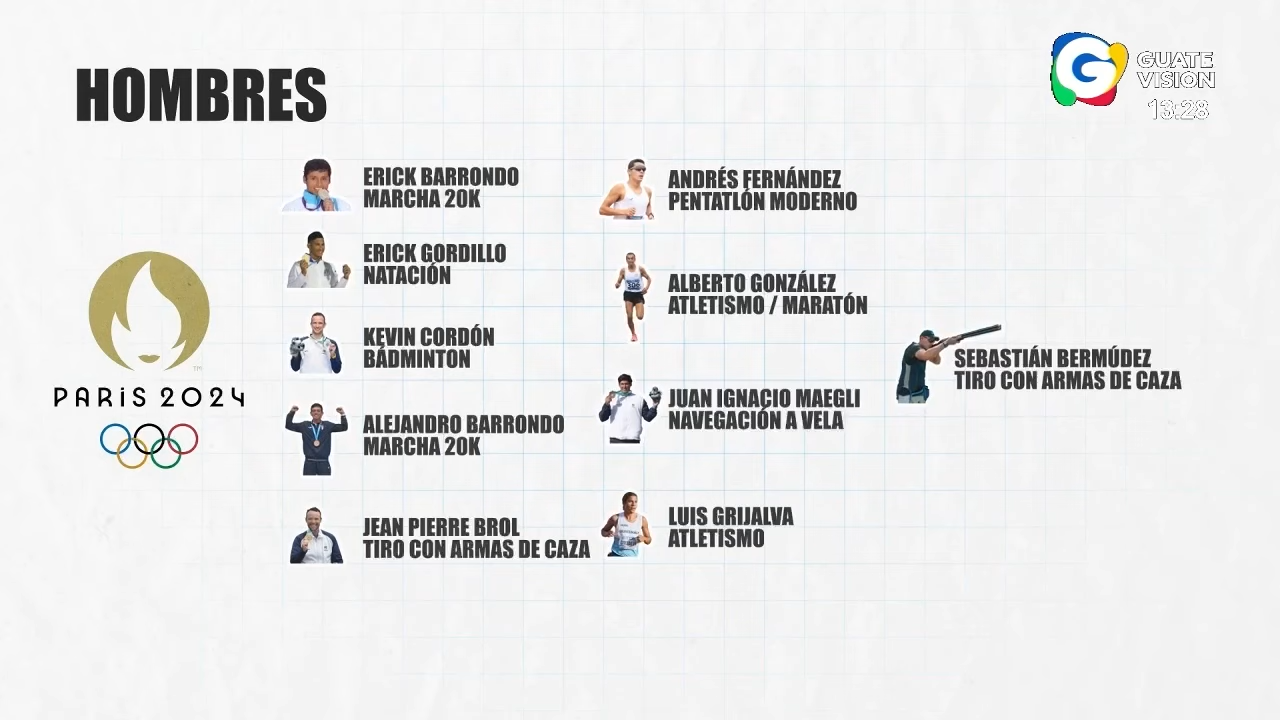 HOMBRES
GUATE
VISION
13:28
ERICK BARRONDO
MARCHA 20K
ERICK GORDILLO
NATACIÓN
KEVIN CORDÓN
BÁDMINTON
ALEJANDRO BARRONDO
MARCHA 20K
JEAN PIERRE BROL
TIRO CON ARMAS DE CAZA
ANDRÉS FERNÁNDEZ
PENTATLÓN MODERNO
ALBERTO GONZÁLEZ
ATLETISMO / MARATÓN
JUAN IGNACIO MAEGLI
NAVEGACIÓN A VELA
LUIS GRIJALVA
ATLETISMO
SEBASTIÁN BERMÚDEZ
TIRO CON ARMAS DE CAZA
TM
PARIS 2024